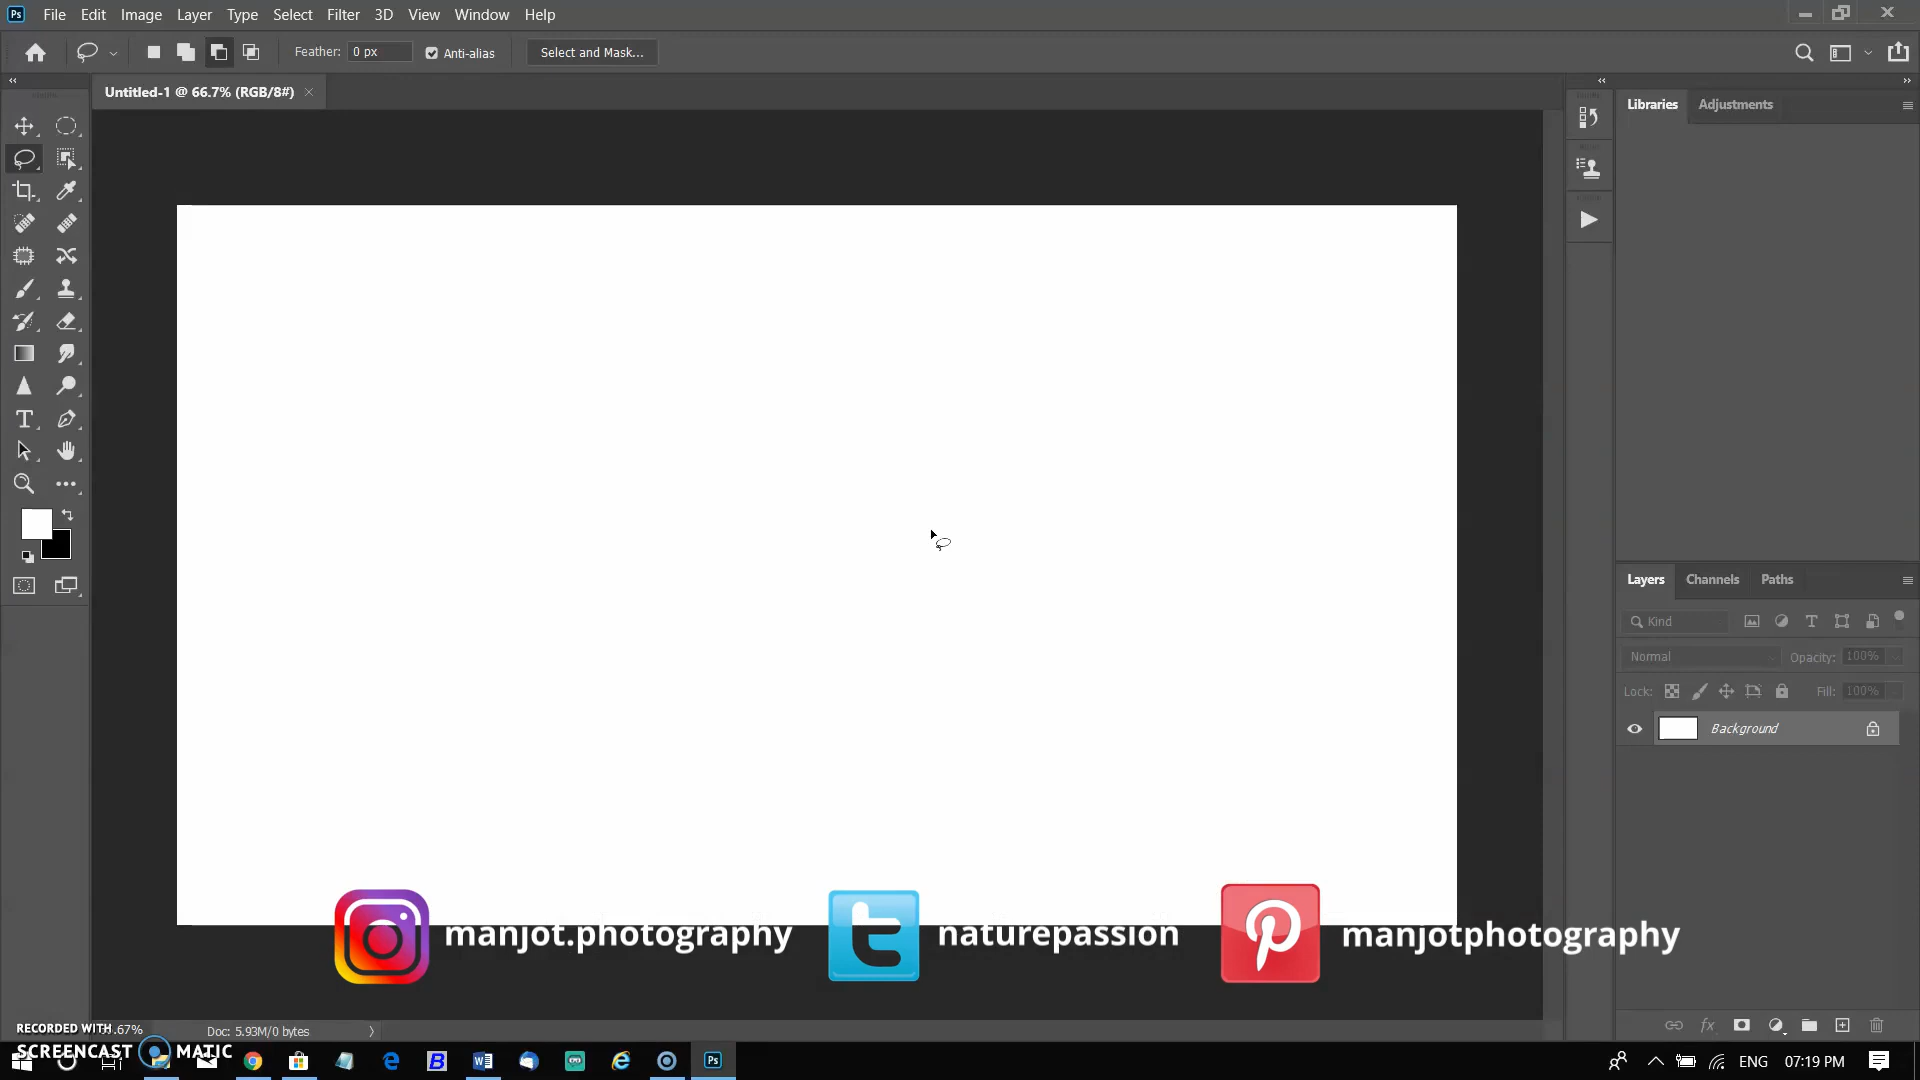 Ps File Edit Image Layer Type Select Filter 3D View Window Help
Feather: 0 px Anti-alias Select and Mask...
Untitled-1 @ 66.7% (RGB/8#)
Libraries Adjustments
Layers Channels Paths
Kind
Normal Opacity: 100%
Lock: Fill: 100%
Background
manjot.photography naturepassion manjotphotography
.67% Doc: 5.93M/0 bytes
RECORDED WITH
SCREENCAST MATIC
ENG 07:19 PM
Ps